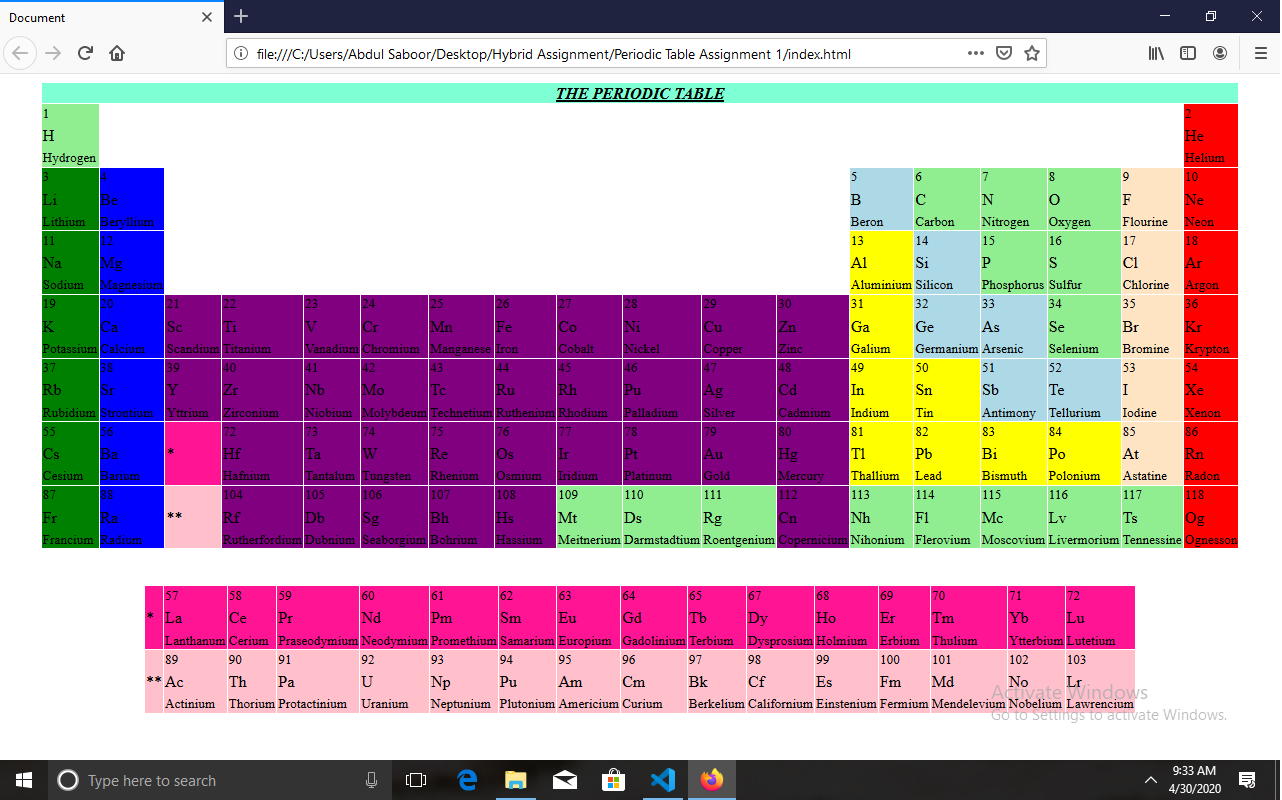 Document
file:///C:/Users/Abdul Saboor/Desktop/Hybrid Assignment/Periodic Table Assignment 1/index.html
THE PERIODIC TABLE
1 2
H He
Hydrogen Helium
3 4 5 6 7 8 9 10
Li Be B C N O F Ne
Lithium Beryllium Beron Carbon Nitrogen Oxygen Flourine Neon
11 12 13 14 15 16 17 18
Na Mg Al Si P S Cl Ar
Sodium Magnesium Aluminium Silicon Phosphorus Sulfur Chlorine Argon
19 20 21 22 23 24 25 26 27 28 29 30 31 32 33 34 35 36
K Ca Sc Ti V Cr Mn Fe Co Ni Cu Zn Ga Ge As Se Br Kr
Potassium Calcium Scandium Titanium Vanadium Chromium Manganese Iron Cobalt Nickel Copper Zinc Galium Germanium Arsenic Selenium Bromine Krypton
37 38 39 40 41 42 43 44 45 46 47 48 49 50 51 52 53 54
Rb Sr Y Zr Nb Mo Tc Ru Rh Pu Ag Cd In Sn Sb Te I Xe
Rubidium Strontium Yttrium Zirconium Niobium Molybdeum Technetium Ruthenium Rhodium Palladium Silver Cadmium Indium Tin Antimony Tellurium Iodine Xenon
55 56 72 73 74 75 76 77 78 79 80 81 82 83 84 85 86
Cs Ba * Hf Ta W Re Os Ir Pt Au Hg Tl Pb Bi Po At Rn
Cesium Barium Hafnium Tantalum Tungsten Rhenium Osmium Iridium Platinum Gold Mercury Thallium Lead Bismuth Polonium Astatine Radon
87 88 104 105 106 107 108 109 110 111 112 113 114 115 116 117 118
Fr Ra ** Rf Db Sg Bh Hs Mt Ds Rg Cn Nh Fl Mc Lv Ts Og
Francium Radium Rutherfordium Dubnium Seaborgium Bohrium Hassium Meitnerium Darmstadtium Roentgenium Copernicium Nihonium Flerovium Moscovium Livermorium Tennessine Ognesson
57 58 59 60 61 62 63 64 65 67 68 69 70 71 72
* La Ce Pr Nd Pm Sm Eu Gd Tb Dy Ho Er Tm Yb Lu
Lanthanum Cerium Praseodymium Neodymium Promethium Samarium Europium Gadolinium Terbium Dysprosium Holmium Erbium Thulium Ytterbium Lutetium
89 90 91 92 93 94 95 96 97 98 99 100 101 102 103
** Ac Th Pa U Np Pu Am Cm Bk Cf Es Fm Md No Lr
Actinium Thorium Protactinium Uranium Neptunium Plutonium Americium Curium Berkelium Californium Einstenium Fermium Mendelevium Nobelium Lawrencium
Activate Windows
Go to Settings to activate Windows.
Type here to search
9:33 AM
4/30/2020